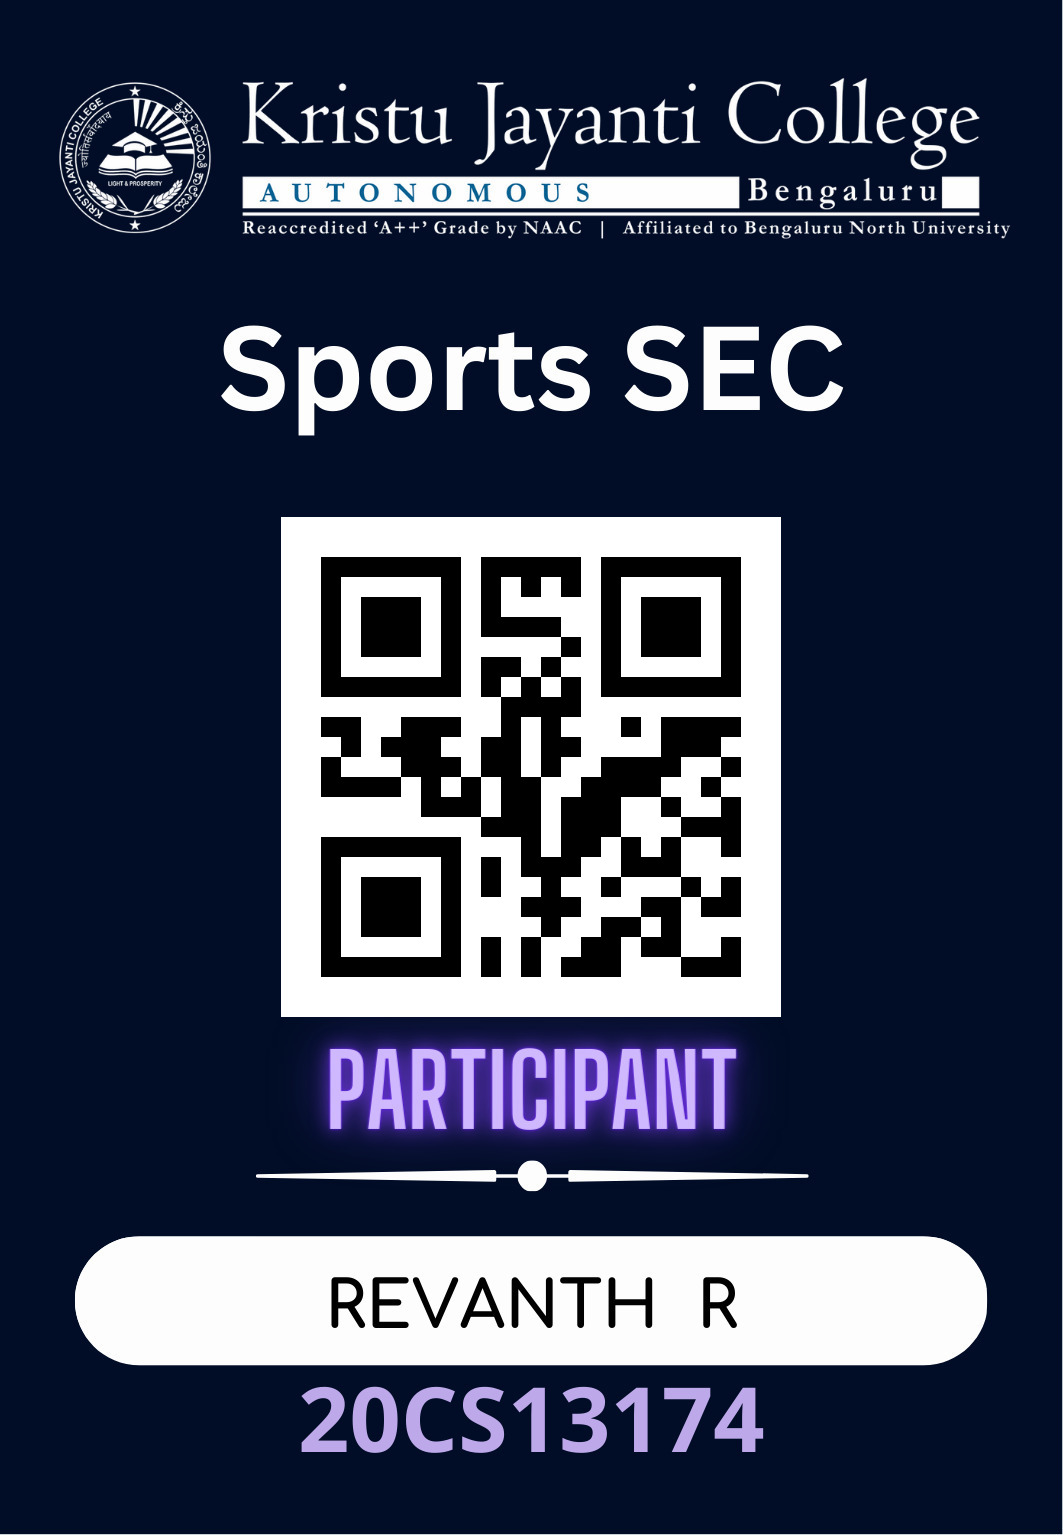 KRISTU JAYANTI COLLEGE
ಕ್ರಿಸ್ತು ಜಯಂತಿ ಕಾಲೇಜು
LIGHT & PROSPERITY
Kristu Jayanti College
AUTONOMOUS Bengaluru
Reaccredited ‘A++’ Grade by NAAC | Affiliated to Bengaluru North University
Sports SEC
PARTICIPANT
REVANTH R
20CS13174